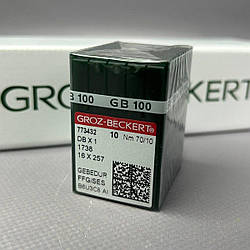 GROZ-BECKERT
GB 100 GB 100
GROZ-BECKERT®
773432 10 Nm 70/10
DB X 1
1738
16 X 257
GEBEDUR
FFG/SES